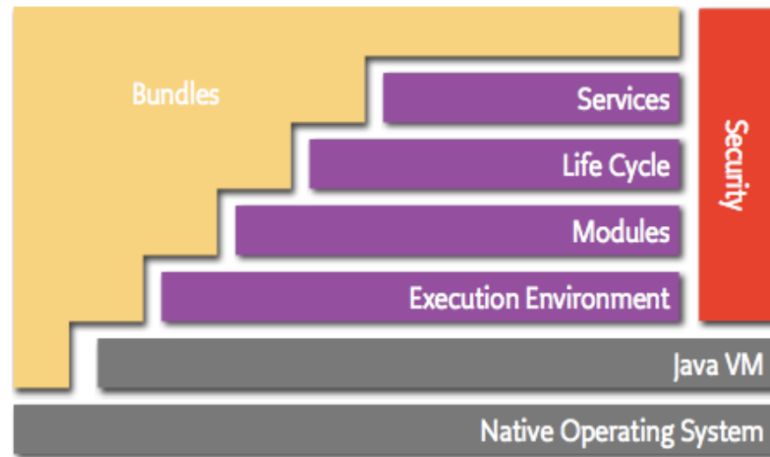 Bundles
Services
Life Cycle
Modules
Execution Environment
Security
Java VM
Native Operating System